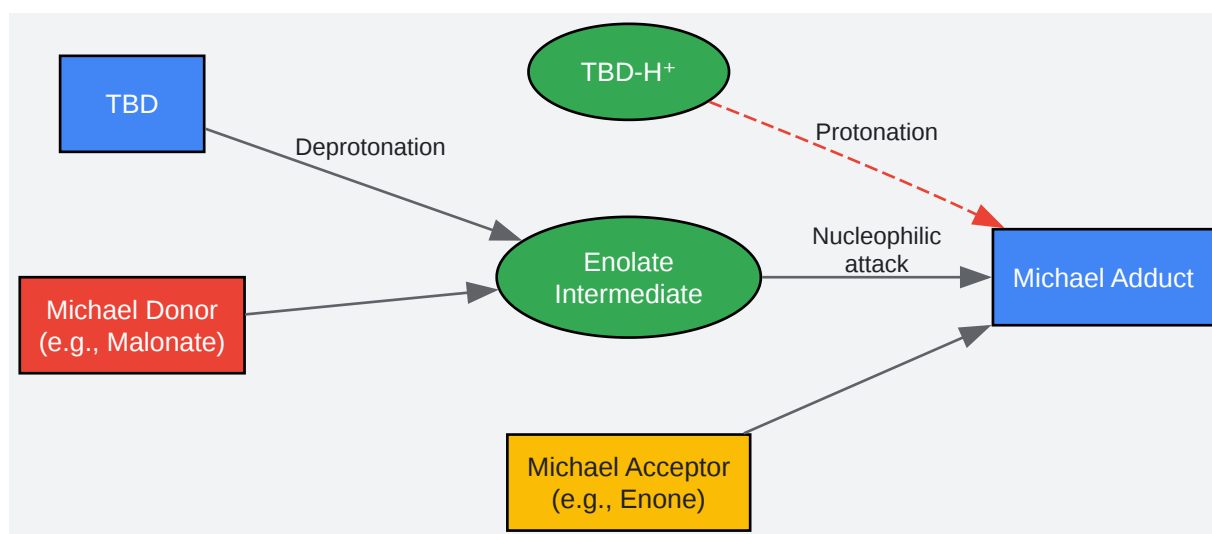 TBD
TBD-H⁺
Deprotonation
Protonation
Michael Donor
(e.g., Malonate)
Enolate
Intermediate
Nucleophilic
attack
Michael Adduct
Michael Acceptor
(e.g., Enone)